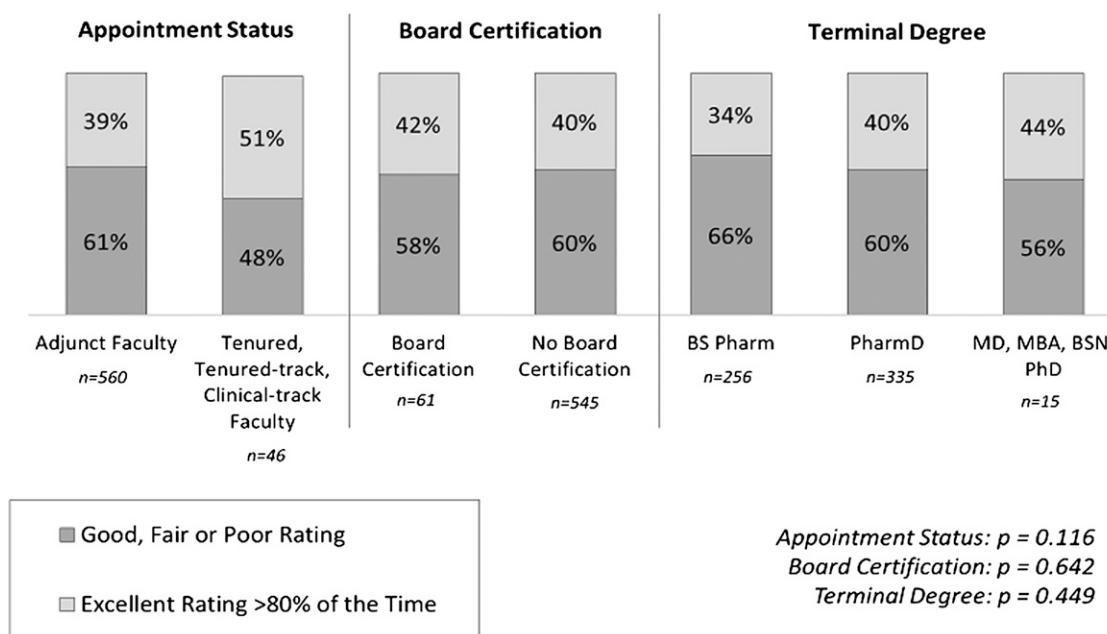 Appointment Status
Board Certification
Terminal Degree
39%
61%
51%
48%
42%
58%
40%
60%
34%
66%
40%
60%
44%
56%
Adjunct Faculty
n=560
Tenured,
Tenured-track,
Clinical-track
Faculty
n=46
Board
Certification
n=61
No Board
Certification
n=545
BS Pharm
n=256
PharmD
n=335
MD, MBA, BSN
PhD
n=15
Good, Fair or Poor Rating
Excellent Rating >80% of the Time
Appointment Status: p = 0.116
Board Certification: p = 0.642
Terminal Degree: p = 0.449